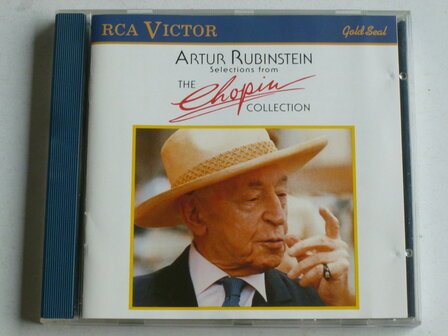 RCA VICTOR Gold Seal
ARTUR RUBINSTEIN
Selections from
THE Chopin COLLECTION